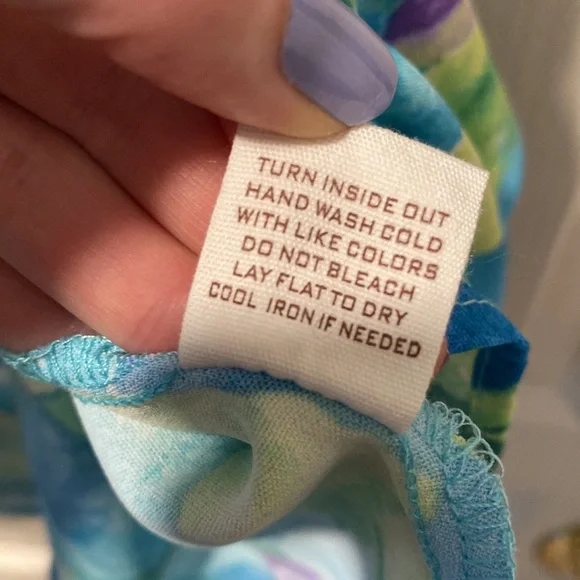 TURN INSIDE OUT
HAND WASH COLD
WITH LIKE COLORS
DO NOT BLEACH
LAY FLAT TO DRY
COOL IRON IF NEEDED